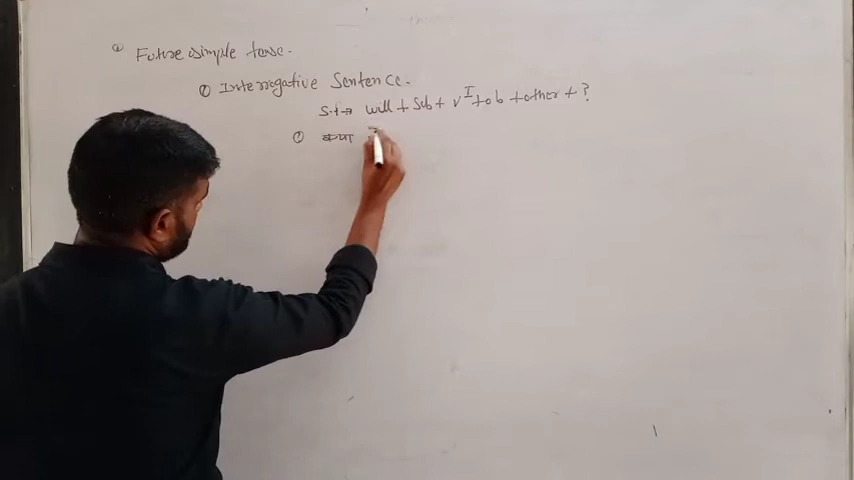 Future simple tense.
① Interrogative Sentence.
S.t → will + Sub + v^I + ob + other + ?
① क्या